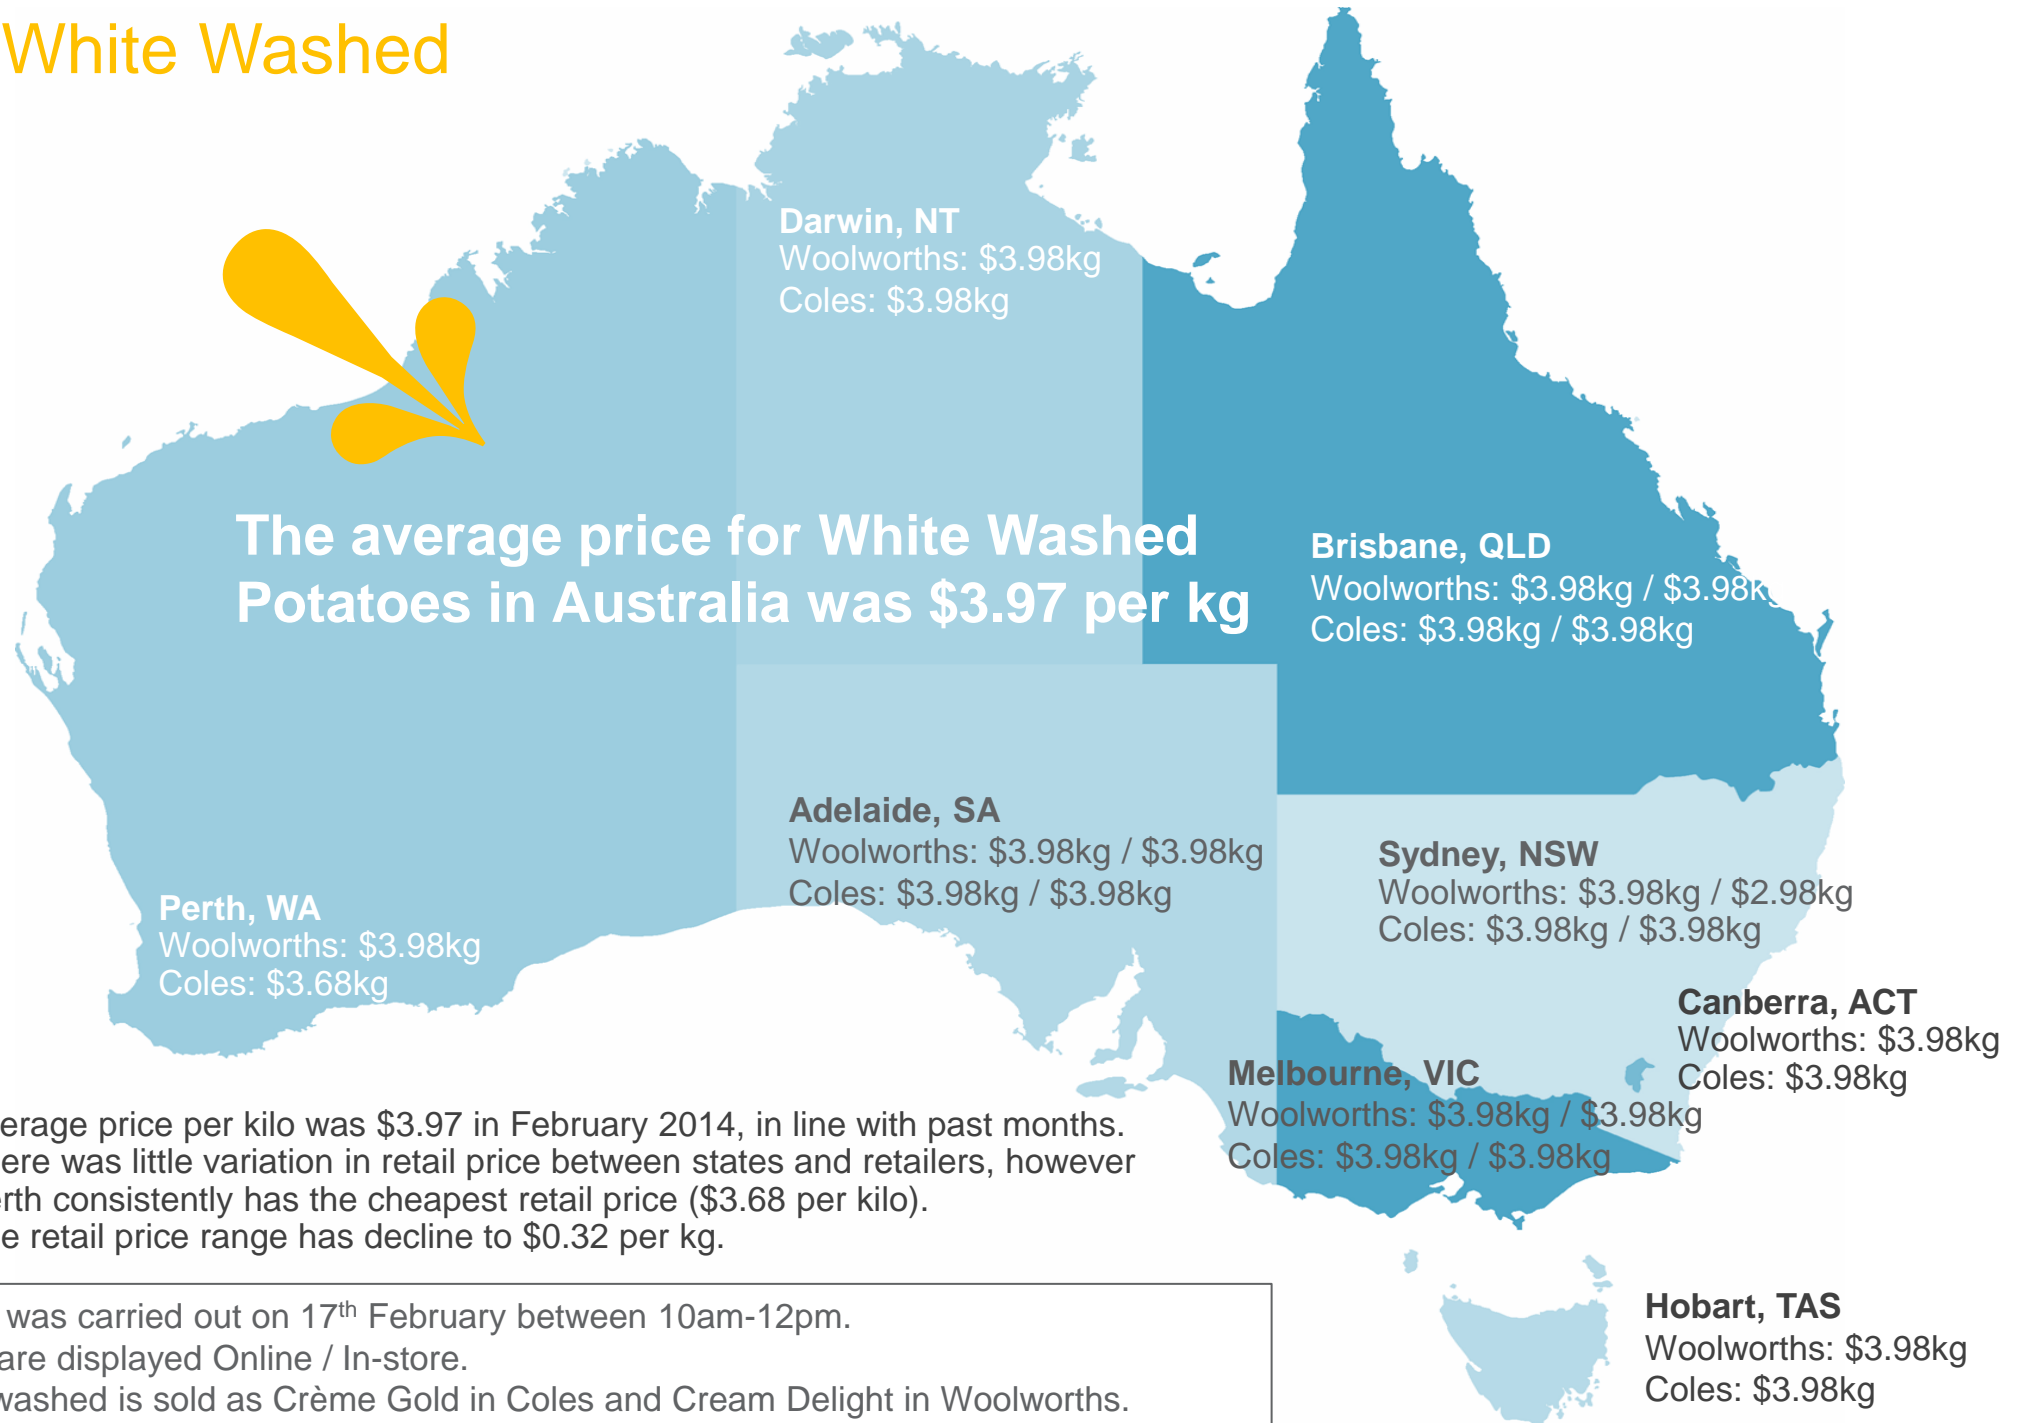 White Washed
Darwin, NT
Woolworths: $3.98kg
Coles: $3.98kg
The average price for White Washed
Potatoes in Australia was $3.97 per kg
Brisbane, QLD
Woolworths: $3.98kg / $3.98kg
Coles: $3.98kg / $3.98kg
Adelaide, SA
Woolworths: $3.98kg / $3.98kg
Coles: $3.98kg / $3.98kg
Sydney, NSW
Woolworths: $3.98kg / $2.98kg
Coles: $3.98kg / $3.98kg
Perth, WA
Woolworths: $3.98kg
Coles: $3.68kg
Canberra, ACT
Woolworths: $3.98kg
Coles: $3.98kg
Melbourne, VIC
Woolworths: $3.98kg / $3.98kg
Coles: $3.98kg / $3.98kg
erage price per kilo was $3.97 in February 2014, in line with past months.
ere was little variation in retail price between states and retailers, however
rth consistently has the cheapest retail price ($3.68 per kilo).
e retail price range has decline to $0.32 per kg.
was carried out on 17th February between 10am-12pm.
are displayed Online / In-store.
washed is sold as Crème Gold in Coles and Cream Delight in Woolworths.
Hobart, TAS
Woolworths: $3.98kg
Coles: $3.98kg